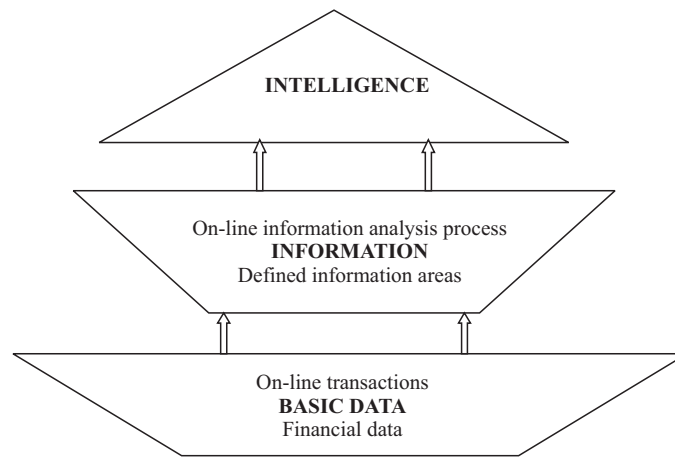 INTELLIGENCE
On-line information analysis process
INFORMATION
Defined information areas
On-line transactions
BASIC DATA
Financial data